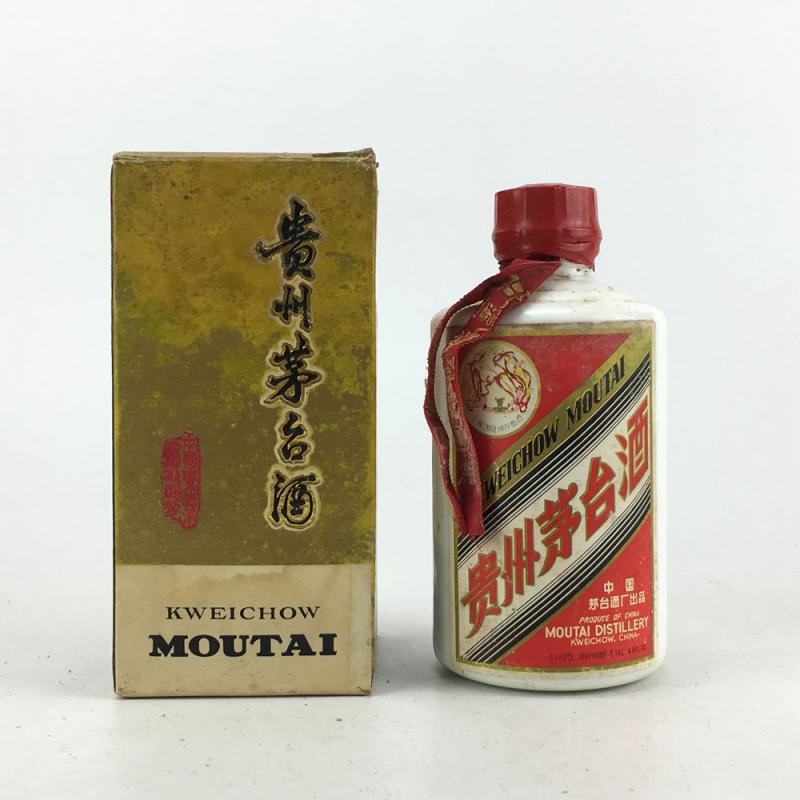 贵州茅台酒
KWEICHOW
MOUTAI
KWEICHOW MOUTAI
贵州茅台酒
中国
茅台酒厂出品
PRODUCE OF CHINA
MOUTAI DISTILLERY
KWEICHOW, CHINA